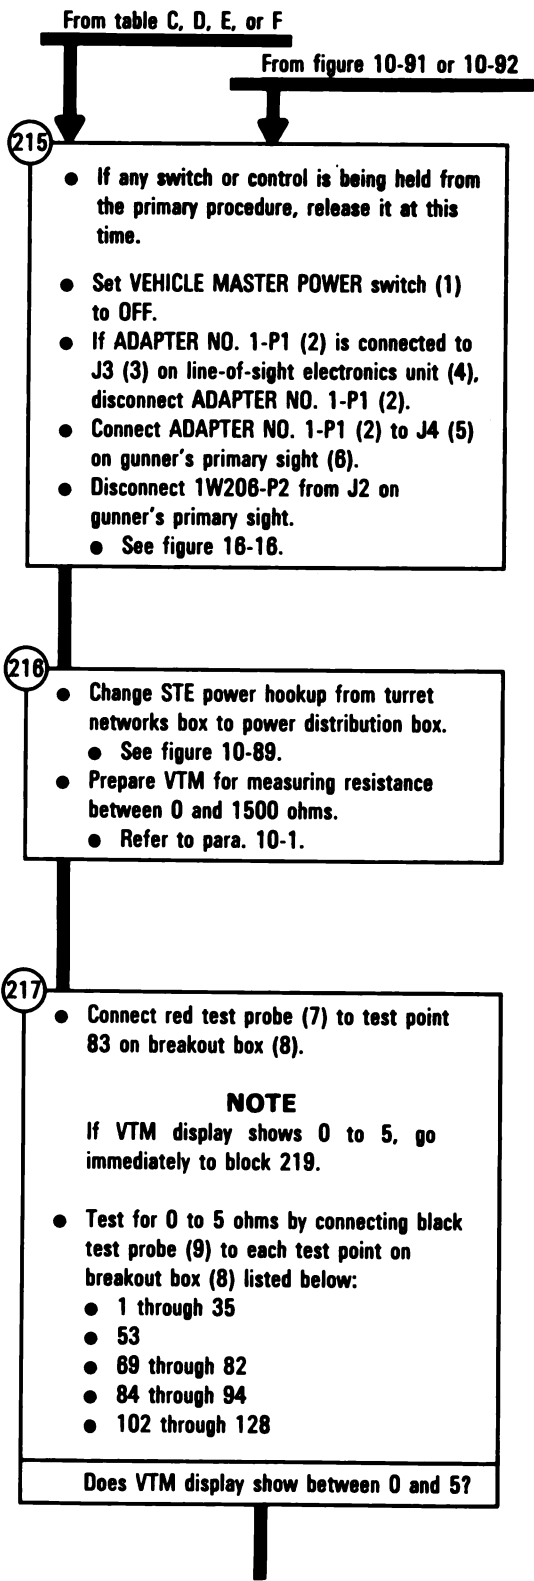 From table C, D, E, or F
From figure 10-91 or 10-92
215
● If any switch or control is being held from
the primary procedure, release it at this
time.
● Set VEHICLE MASTER POWER switch (1)
to OFF.
● If ADAPTER NO. 1-P1 (2) is connected to
J3 (3) on line-of-sight electronics unit (4),
disconnect ADAPTER NO. 1-P1 (2).
● Connect ADAPTER NO. 1-P1 (2) to J4 (5)
on gunner's primary sight (6).
● Disconnect 1W206-P2 from J2 on
gunner's primary sight.
● See figure 16-16.
216
● Change STE power hookup from turret
networks box to power distribution box.
● See figure 10-89.
● Prepare VTM for measuring resistance
between 0 and 1500 ohms.
● Refer to para. 10-1.
217
● Connect red test probe (7) to test point
83 on breakout box (8).
NOTE
If VTM display shows 0 to 5, go
immediately to block 219.
● Test for 0 to 5 ohms by connecting black
test probe (9) to each test point on
breakout box (8) listed below:
● 1 through 35
● 53
● 69 through 82
● 84 through 94
● 102 through 128
Does VTM display show between 0 and 5?